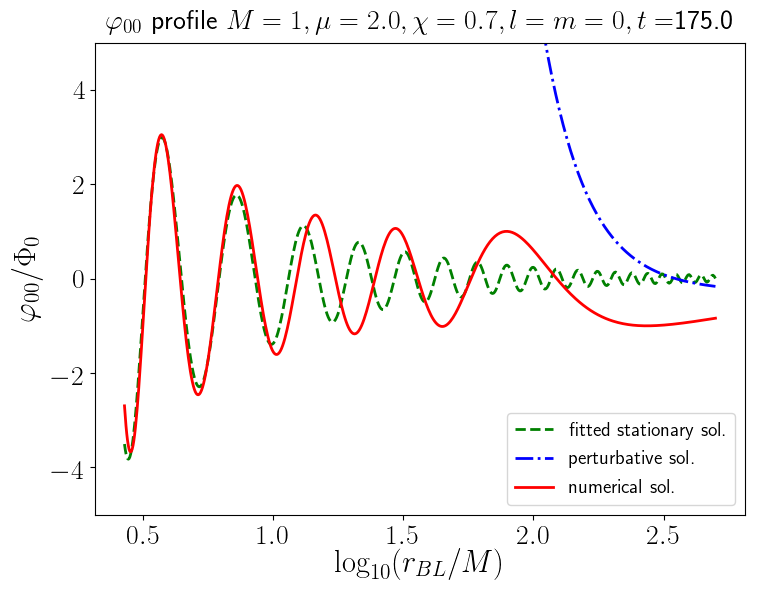 φ₀₀ profile M = 1, μ = 2.0, χ = 0.7, l = m = 0, t =175.0
φ₀₀/Φ₀
4
2
0
−2
−4
fitted stationary sol.
perturbative sol.
numerical sol.
0.5 1.0 1.5 2.0 2.5
log₁₀(r_BL/M)